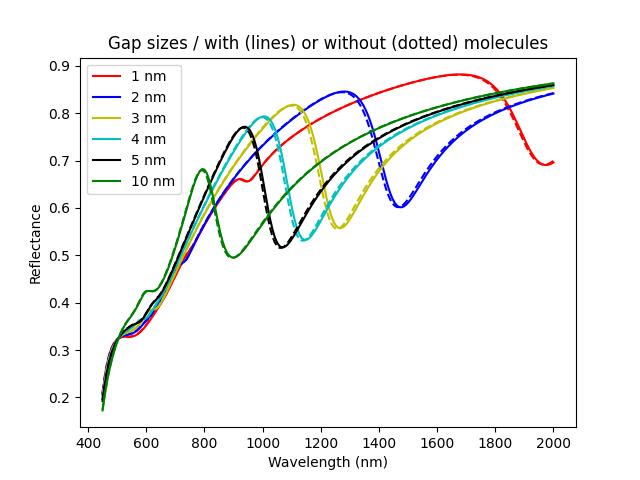 Gap sizes / with (lines) or without (dotted) molecules
0.9
0.8
0.7
0.6
0.5
0.4
0.3
0.2
Reflectance
1 nm
2 nm
3 nm
4 nm
5 nm
10 nm
400 600 800 1000 1200 1400 1600 1800 2000
Wavelength (nm)